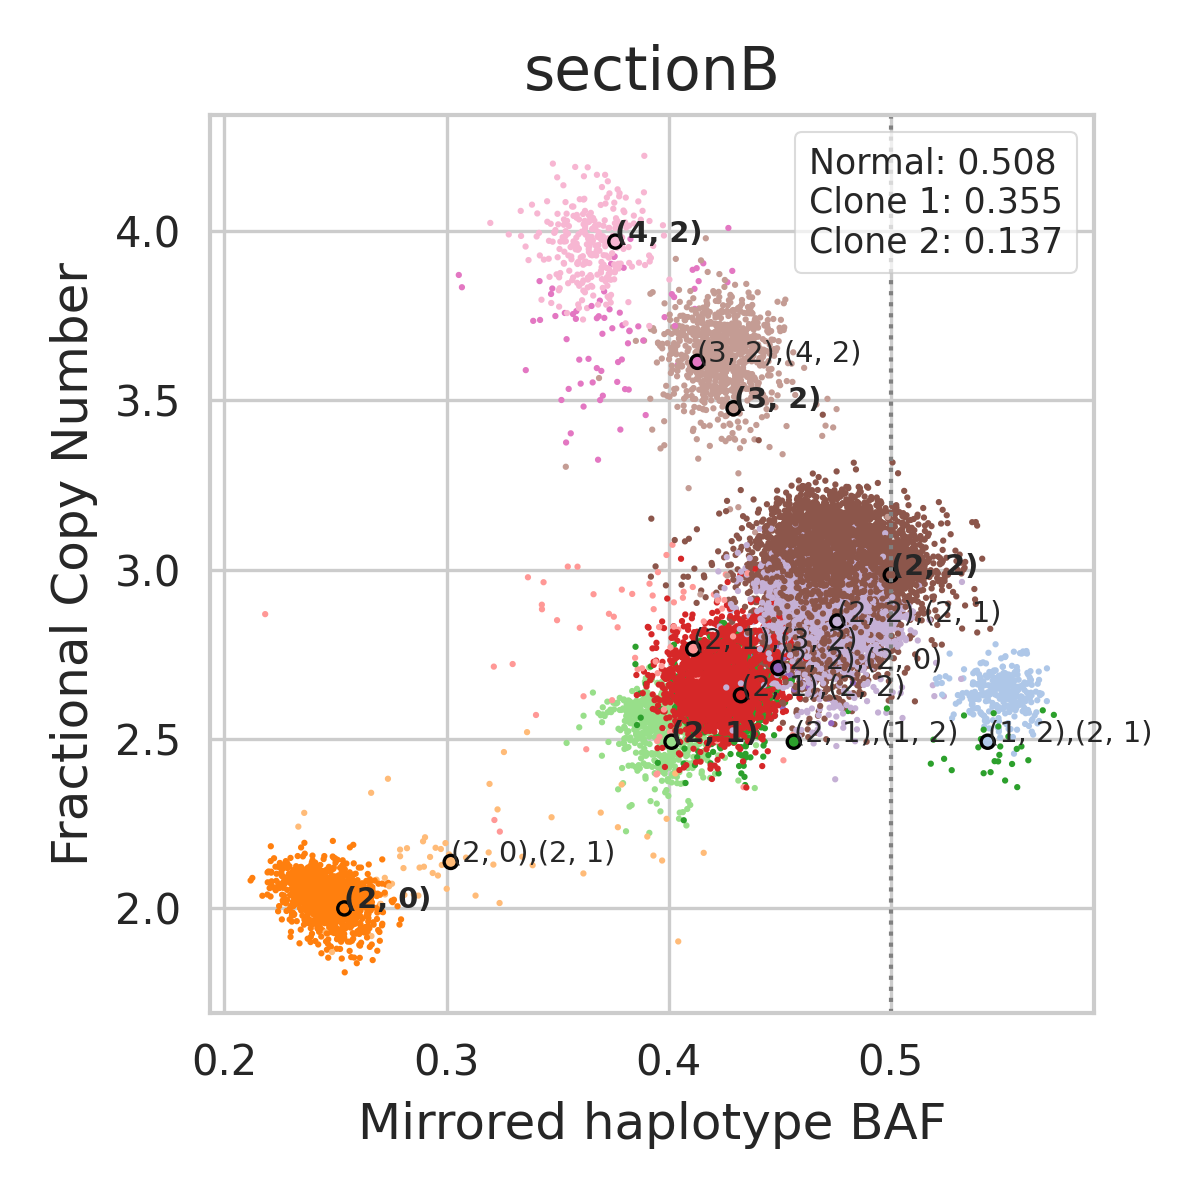 sectionB
Normal: 0.508
Clone 1: 0.355
Clone 2: 0.137
Fractional Copy Number
4.0
3.5
3.0
2.5
2.0
(4, 2)
(3, 2),(4, 2)
(3, 2)
(2, 2)
(2, 2),(2, 1)
(2, 1),(3, 2)
(2, 2),(2, 0)
(2, 1),(2, 2)
(2, 1)
(2, 1),(1, 2)
(1, 2),(2, 1)
(2, 0),(2, 1)
(2, 0)
0.2
0.3
0.4
0.5
Mirrored haplotype BAF